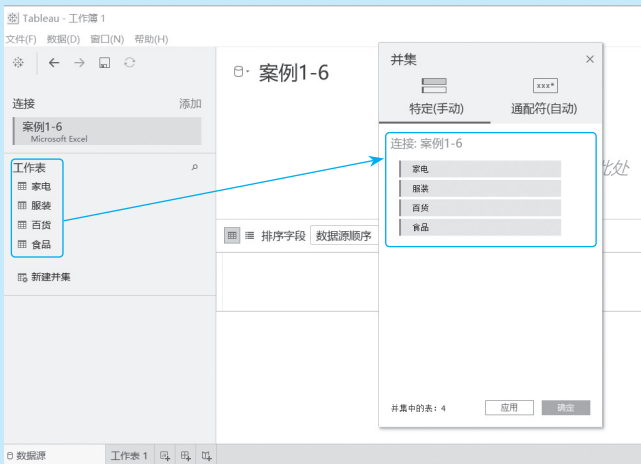 Tableau - 工作簿 1
文件(F) 数据(D) 窗口(N) 帮助(H)
连接 添加
案例1-6
Microsoft Excel
工作表
家电
服装
百货
食品
新建并集
案例1-6
此处
排序字段 数据源顺序
并集 ×
特定(手动) xxx* 通配符(自动)
连接: 案例1-6
家电
服装
百货
食品
并集中的表: 4 应用 确定
数据源 工作表 1